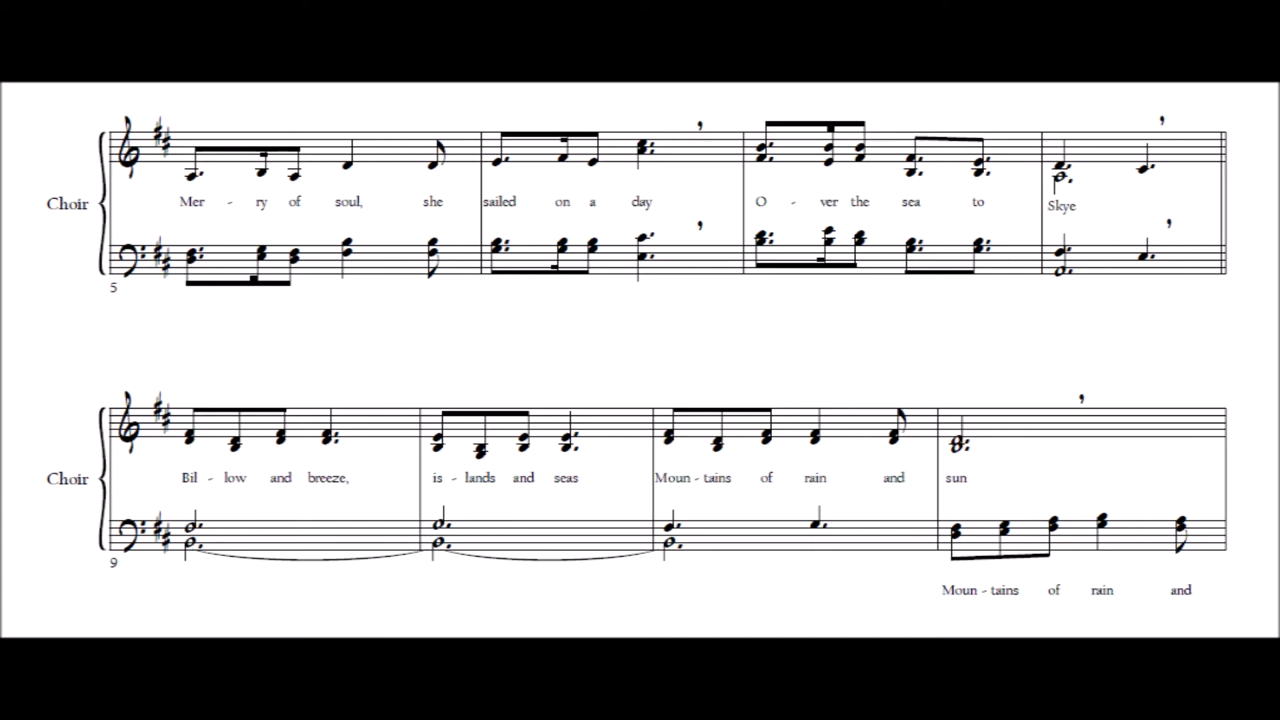 Choir
Mer - ry of soul, she sailed on a day O - ver the sea to Skye
5
Choir
Bil - low and breeze, is - lands and seas Moun - tains of rain and sun
9
Moun - tains of rain and